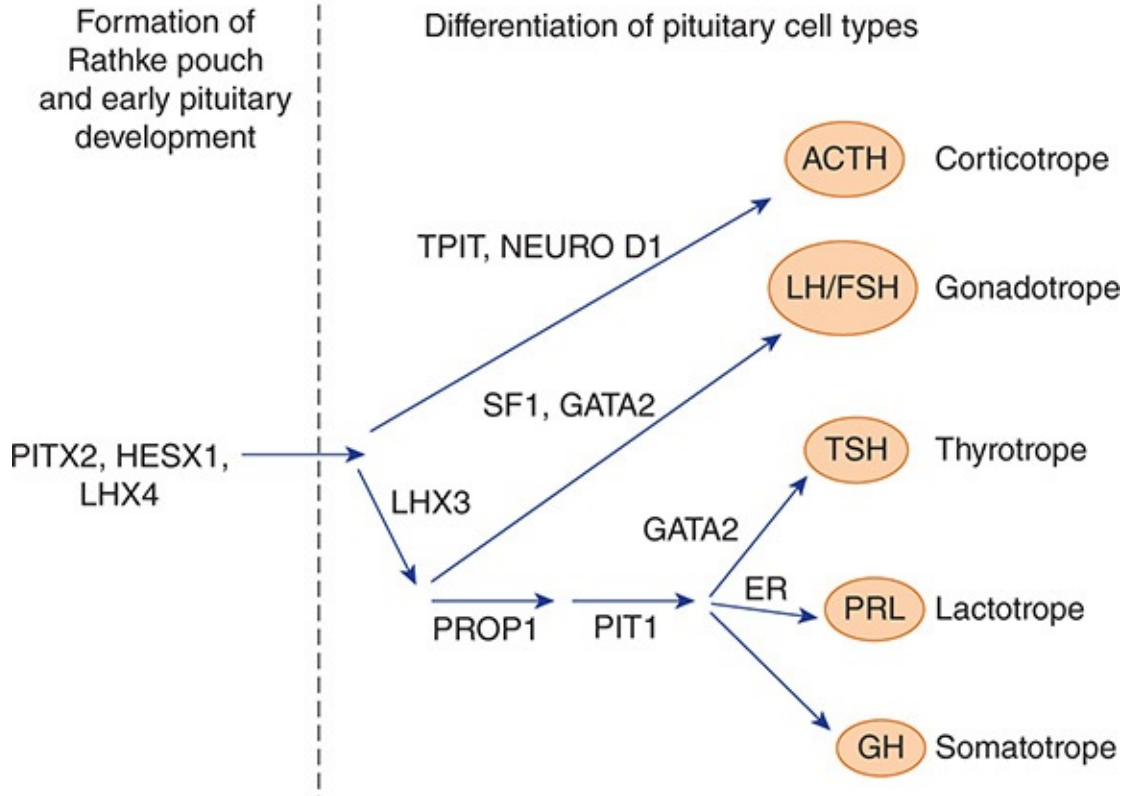 Formation of
Rathke pouch
and early pituitary
development
Differentiation of pituitary cell types
ACTH Corticotrope
TPIT, NEURO D1
LH/FSH Gonadotrope
SF1, GATA2
PITX2, HESX1,
LHX4
LHX3
TSH Thyrotrope
GATA2
ER
PROP1
PIT1
PRL Lactotrope
GH Somatotrope